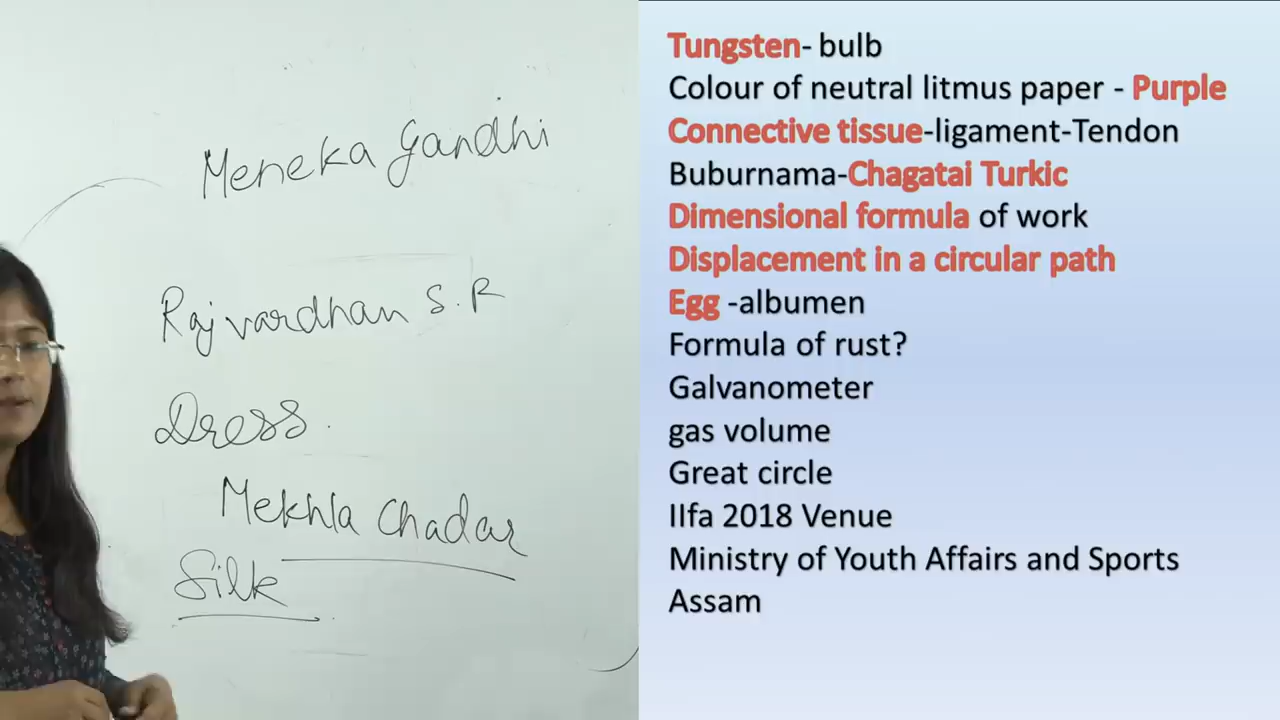 Meneka Gandhi
Rajvardhan S.R
Dress.
Mekhla Chadar
Silk
Tungsten- bulb
Colour of neutral litmus paper - Purple
Connective tissue-ligament-Tendon
Buburnama-Chagatai Turkic
Dimensional formula of work
Displacement in a circular path
Egg -albumen
Formula of rust?
Galvanometer
gas volume
Great circle
IIfa 2018 Venue
Ministry of Youth Affairs and Sports
Assam